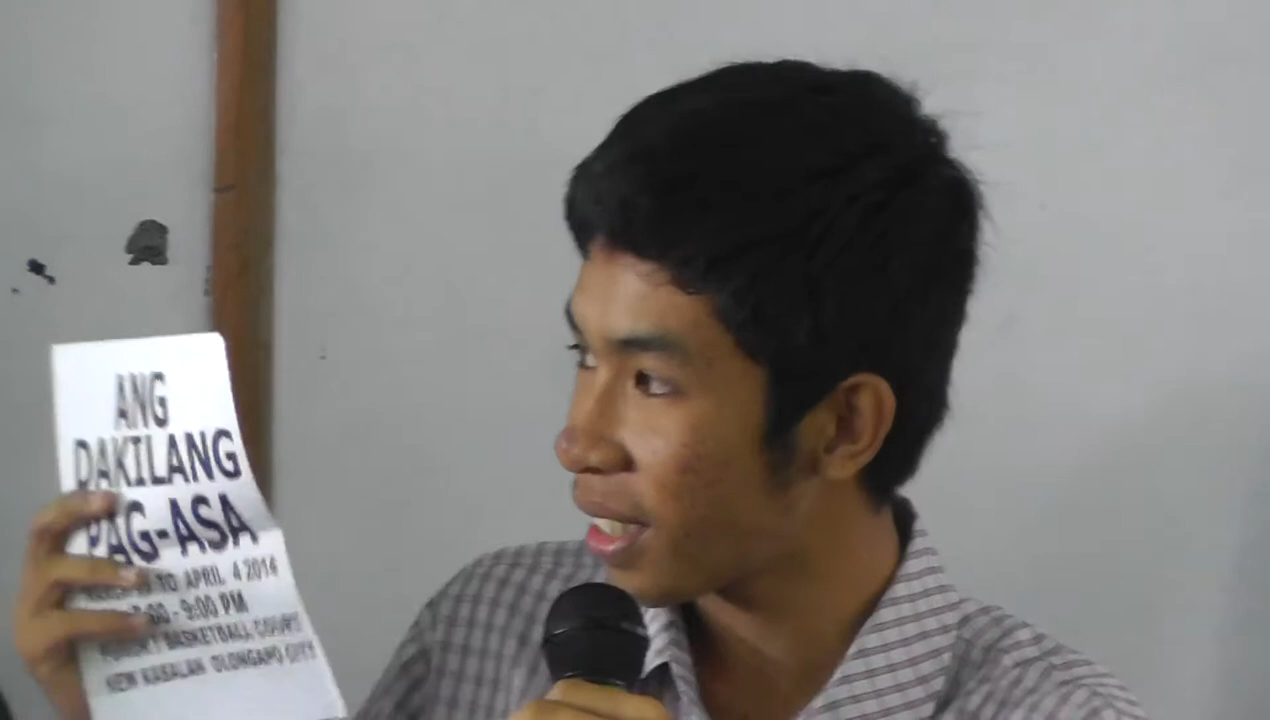 ANG
DAKILANG
PAG-ASA
TO APRIL 4 2014
- 9:00 PM
BASKETBALL COURT
NEW KABALAN OLONGAPO CITY